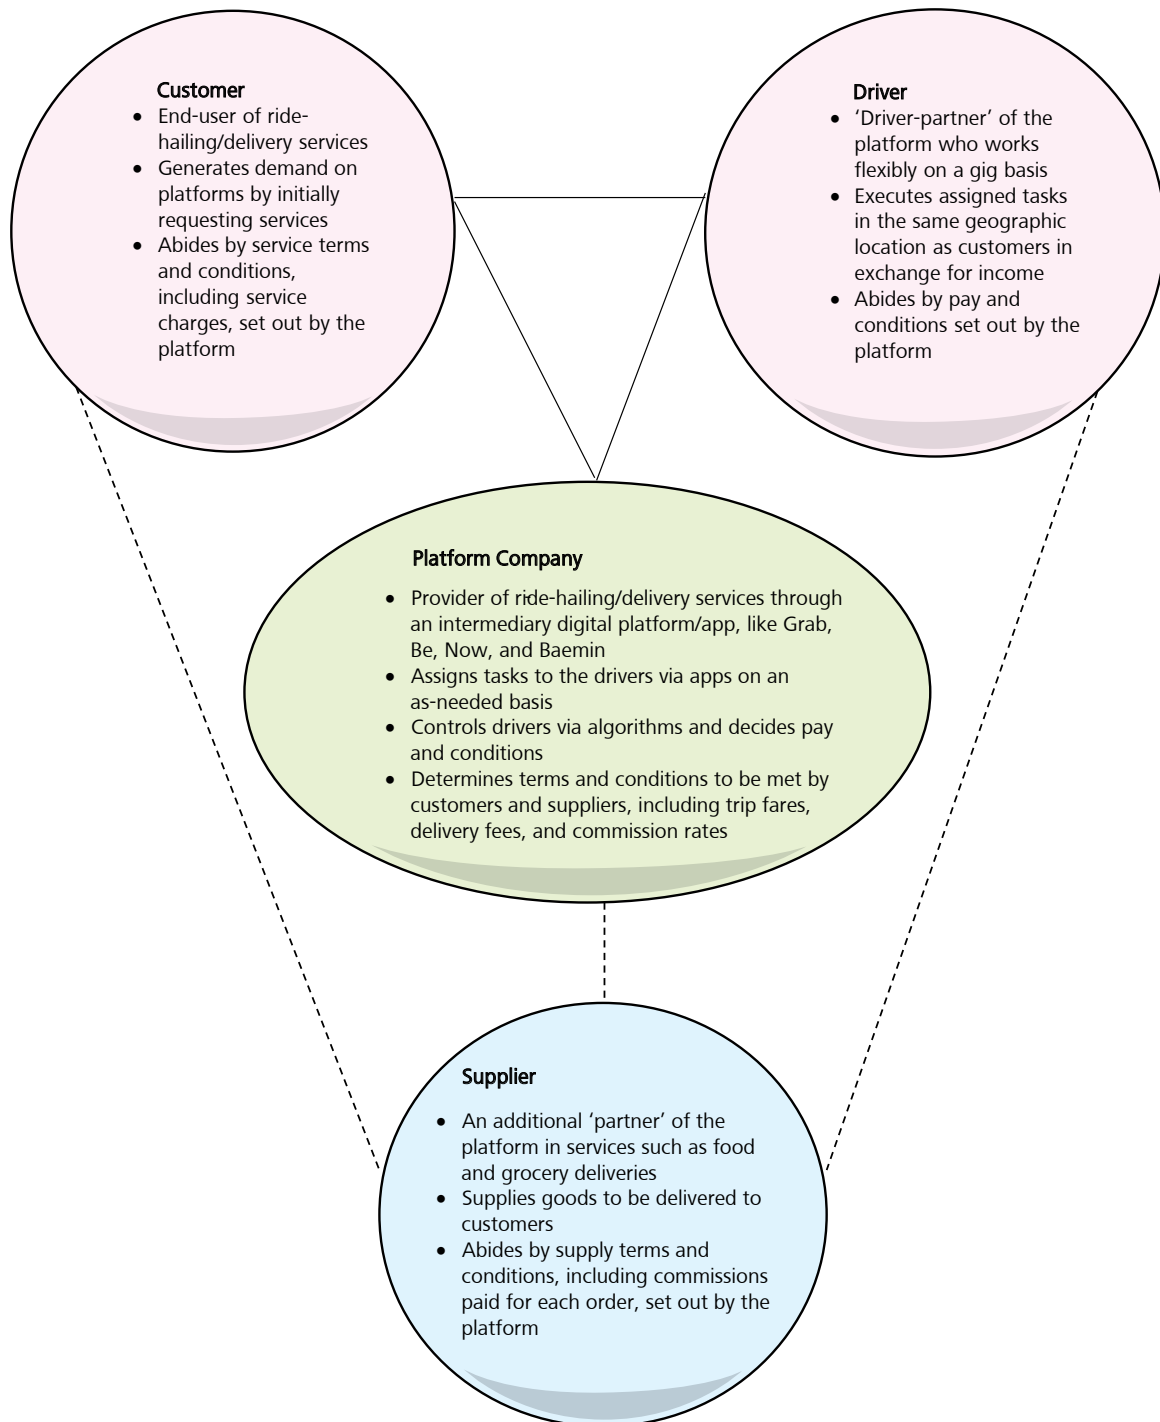 Customer
• End-user of ride-
hailing/delivery services
• Generates demand on
platforms by initially
requesting services
• Abides by service terms
and conditions,
including service
charges, set out by the
platform
Driver
• ‘Driver-partner’ of the
platform who works
flexibly on a gig basis
• Executes assigned tasks
in the same geographic
location as customers in
exchange for income
• Abides by pay and
conditions set out by the
platform
Platform Company
• Provider of ride-hailing/delivery services through
an intermediary digital platform/app, like Grab,
Be, Now, and Baemin
• Assigns tasks to the drivers via apps on an
as-needed basis
• Controls drivers via algorithms and decides pay
and conditions
• Determines terms and conditions to be met by
customers and suppliers, including trip fares,
delivery fees, and commission rates
Supplier
• An additional ‘partner’ of the
platform in services such as food
and grocery deliveries
• Supplies goods to be delivered to
customers
• Abides by supply terms and
conditions, including commissions
paid for each order, set out by the
platform